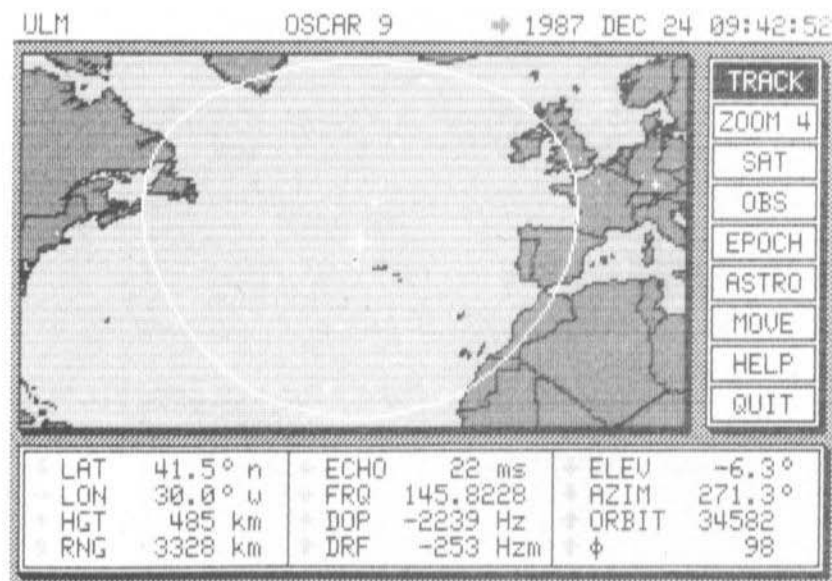 ULM OSCAR 9 1987 DEC 24 09:42:52
TRACK
ZOOM 4
SAT
OBS
EPOCH
ASTRO
MOVE
HELP
QUIT
LAT 41.5° n
LON 30.0° w
HGT 485 km
RNG 3328 km
ECHO 22 ms
FRQ 145.8228
DOP -2239 Hz
DRF -253 Hzm
ELEV -6.3°
AZIM 271.3°
ORBIT 34582
φ 98